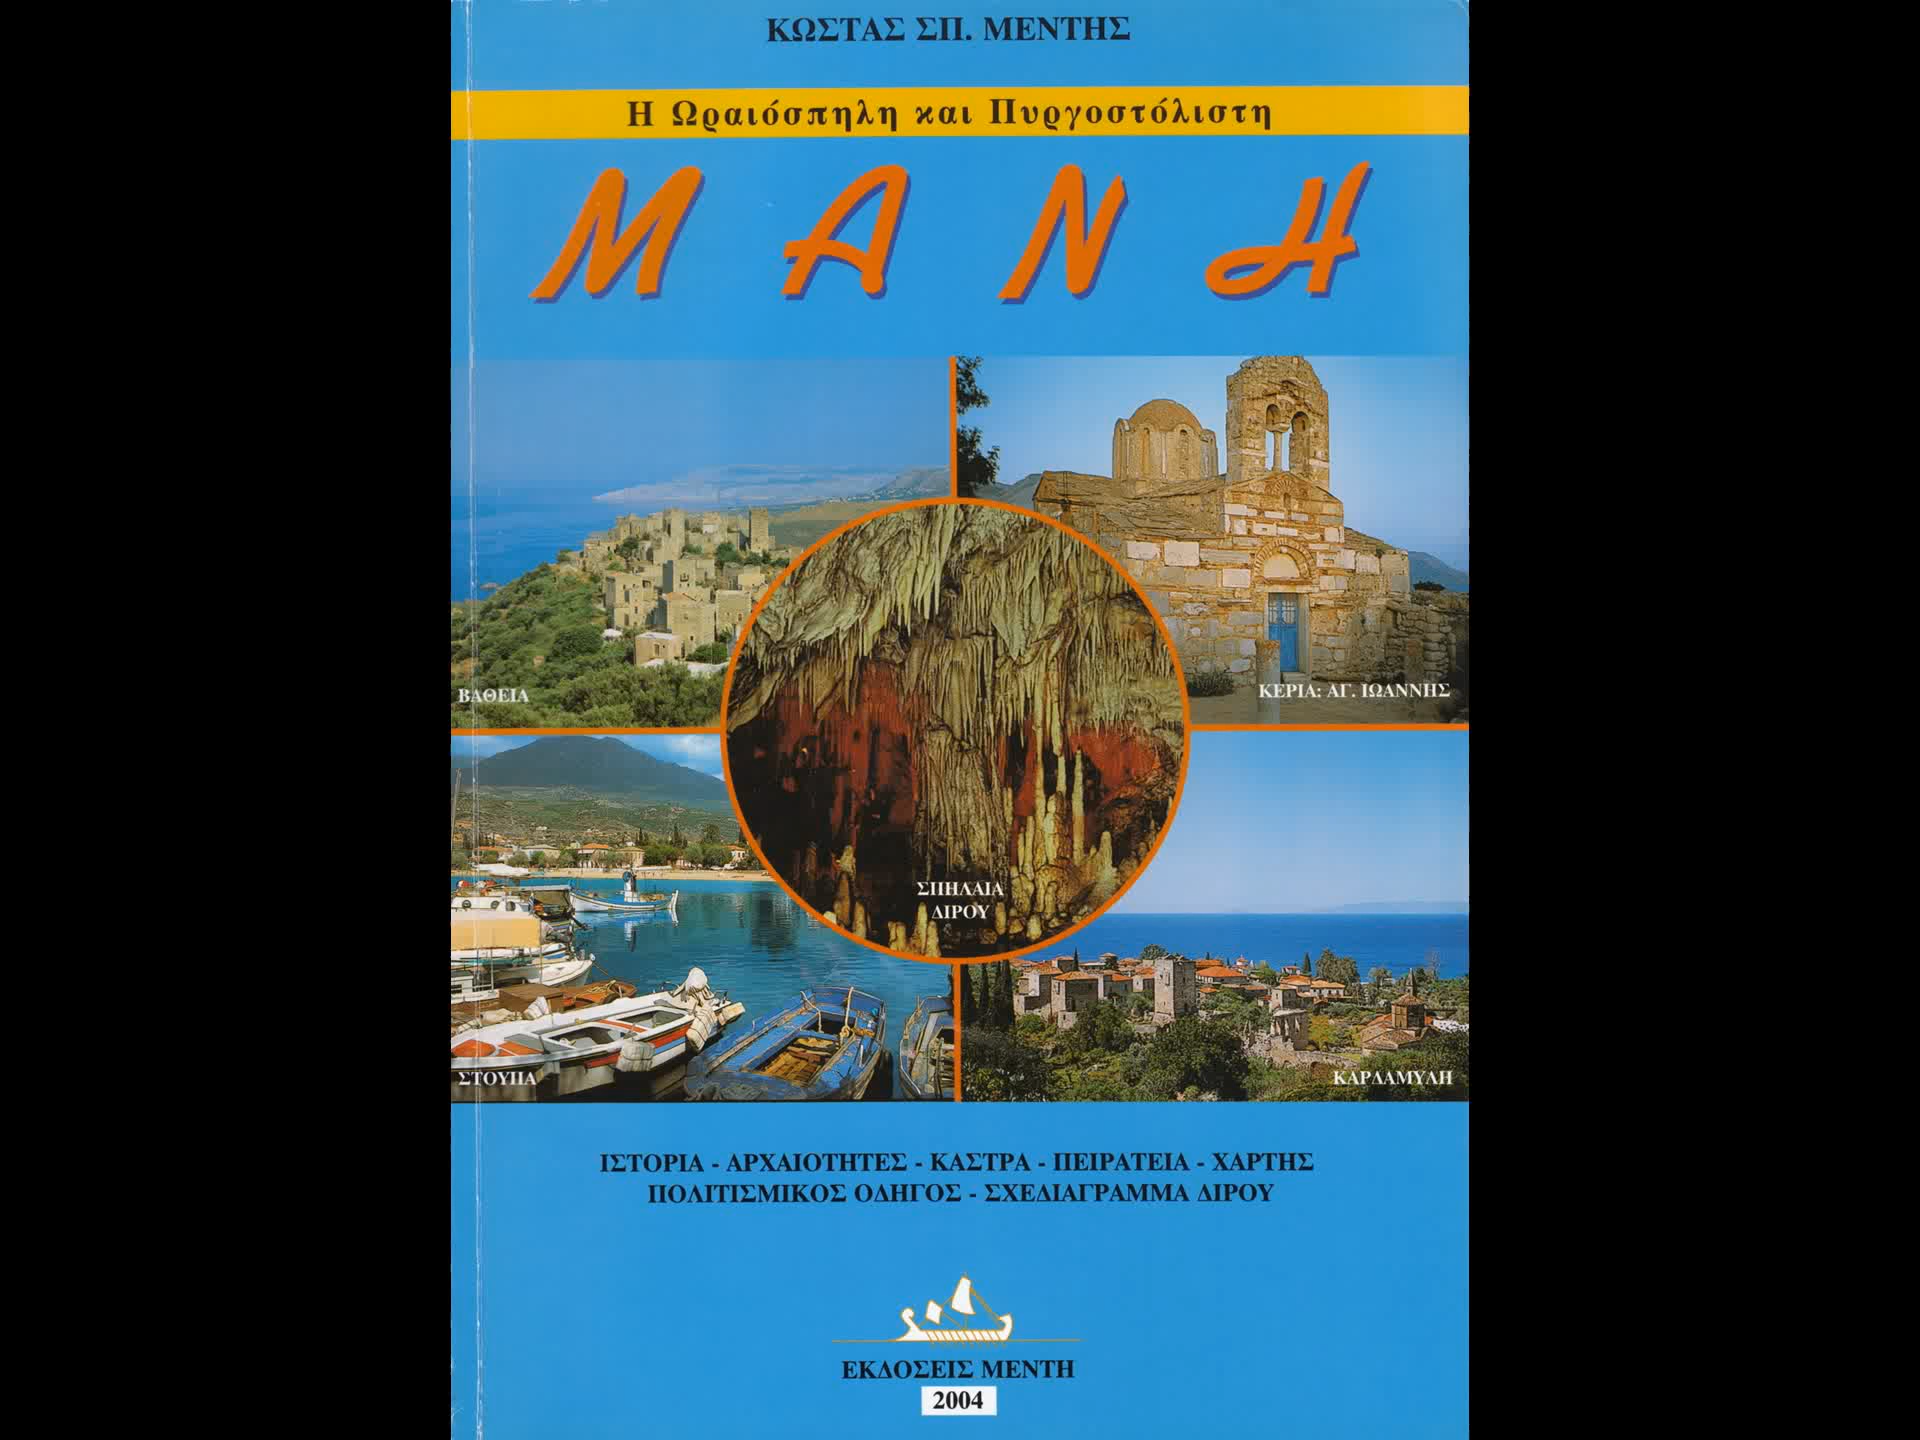 ΚΩΣΤΑΣ ΣΠ. ΜΕΝΤΗΣ
Η Ωραιόσπηλη και Πυργοστόλιστη
ΜΑΝΗ
ΒΑΘΕΙΑ
ΚΕΡΙΑ: ΑΓ. ΙΩΑΝΝΗΣ
ΣΠΗΛΑΙΑ
ΔΙΡΟΥ
ΣΤΟΥΠΑ
ΚΑΡΔΑΜΥΛΗ
ΙΣΤΟΡΙΑ - ΑΡΧΑΙΟΤΗΤΕΣ - ΚΑΣΤΡΑ - ΠΕΙΡΑΤΕΙΑ - ΧΑΡΤΗΣ
ΠΟΛΙΤΙΣΜΙΚΟΣ ΟΔΗΓΟΣ - ΣΧΕΔΙΑΓΡΑΜΜΑ ΔΙΡΟΥ
ΕΚΔΟΣΕΙΣ ΜΕΝΤΗ
2004